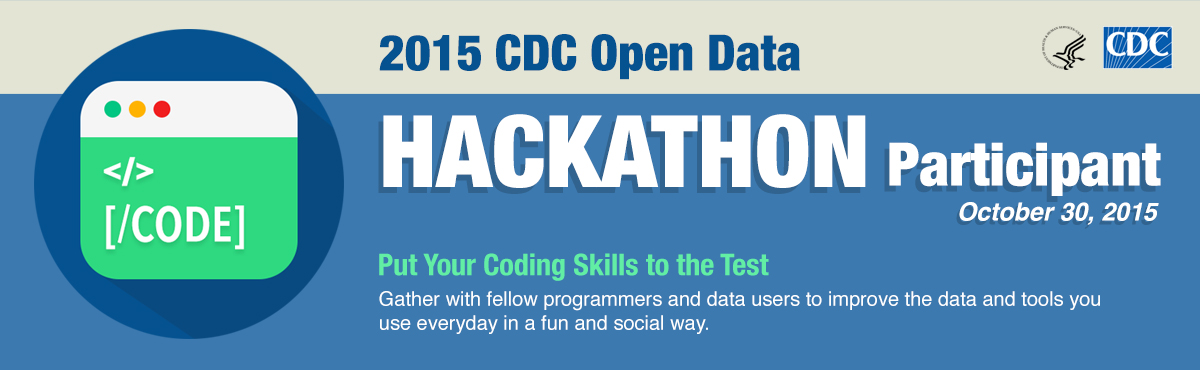 2015 CDC Open Data
CDC
HACKATHON Participant
October 30, 2015
</>
[/CODE]
Put Your Coding Skills to the Test
Gather with fellow programmers and data users to improve the data and tools you
use everyday in a fun and social way.